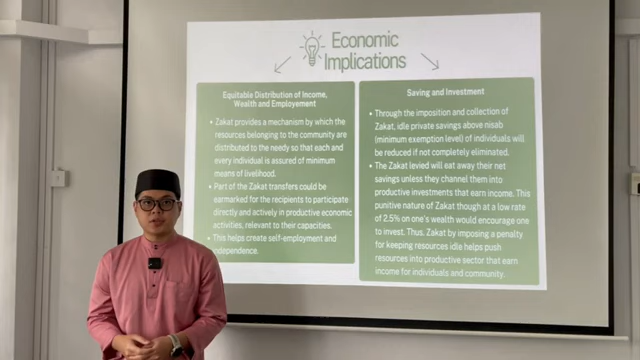 Economic
Implications
Equitable Distribution of Income,
Wealth and Employement
• Zakat provides a mechanism by which the
resources belonging to the community are
distributed to the needy so that each and
every individual is assured of minimum
means of livelihood.
• Part of the Zakat transfers could be
earmarked for the recipients to participate
directly and actively in productive economic
activities, relevant to their capacities.
• This helps create self-employment and
independence.
Saving and Investment
• Through the imposition and collection of
Zakat, idle private savings above nisab
(minimum exemption level) of individuals will
be reduced if not completely eliminated.
• The Zakat levied will eat away their net
savings unless they channel them into
productive investments that earn income. This
punitive nature of Zakat though at a low rate
of 2.5% on one's wealth would encourage one
to invest. Thus, Zakat by imposing a penalty
for keeping resources idle helps push
resources into productive sector that earn
income for individuals and community.